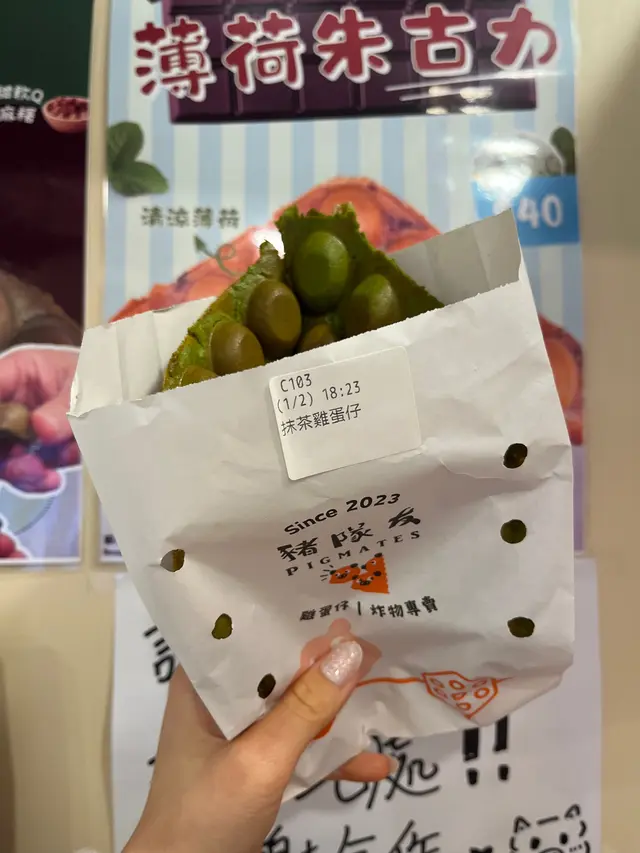 薄荷朱古力
清涼薄荷
40
C103
(1/2) 18:23
抹茶雞蛋仔
Since 2023
豬隊友
PIGMATES
雞蛋仔 | 炸物專賣
處!!